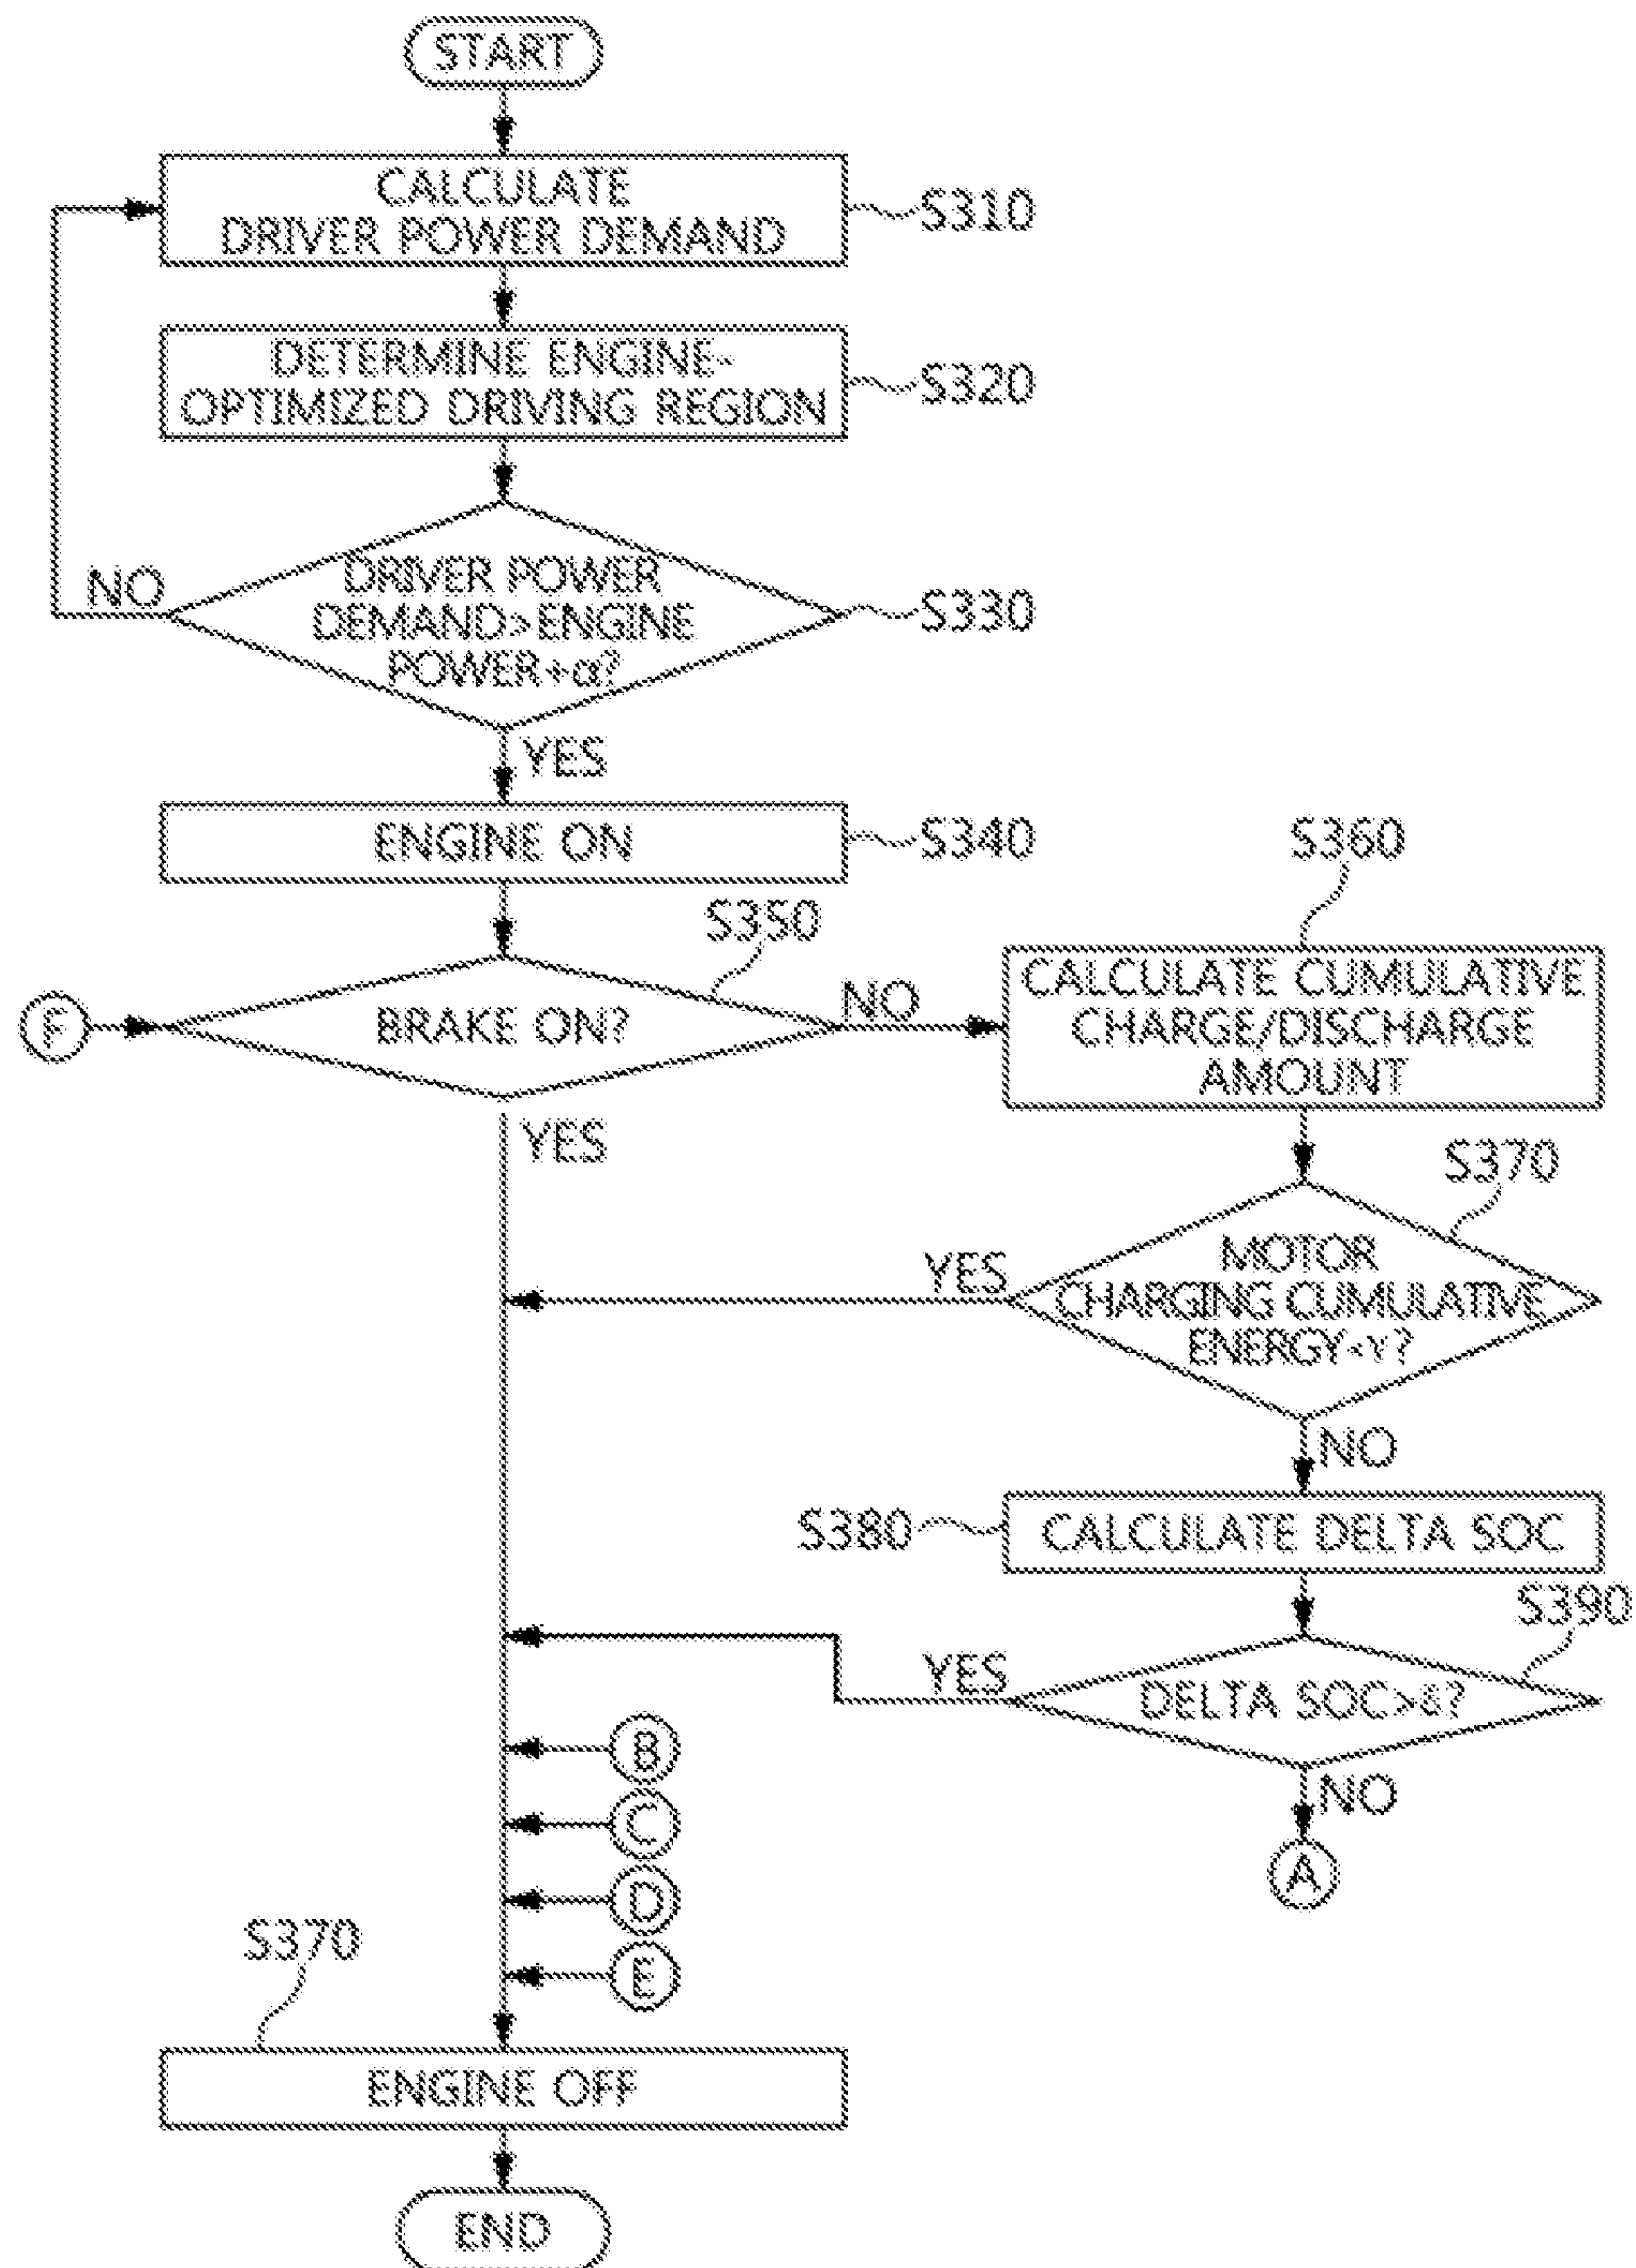 START
CALCULATE
DRIVER POWER DEMAND
S310
DETERMINE ENGINE-
OPTIMIZED DRIVING REGION
S320
DRIVER POWER
DEMAND>ENGINE
POWER+α?
S330
NO
YES
ENGINE ON
S340
S350
BRAKE ON?
F
NO
YES
S360
CALCULATE CUMULATIVE
CHARGE/DISCHARGE
AMOUNT
S370
MOTOR
CHARGING CUMULATIVE
ENERGY<γ?
YES
NO
S380
CALCULATE DELTA SOC
S390
DELTA SOC>δ?
YES
NO
A
B
C
D
E
S370
ENGINE OFF
END